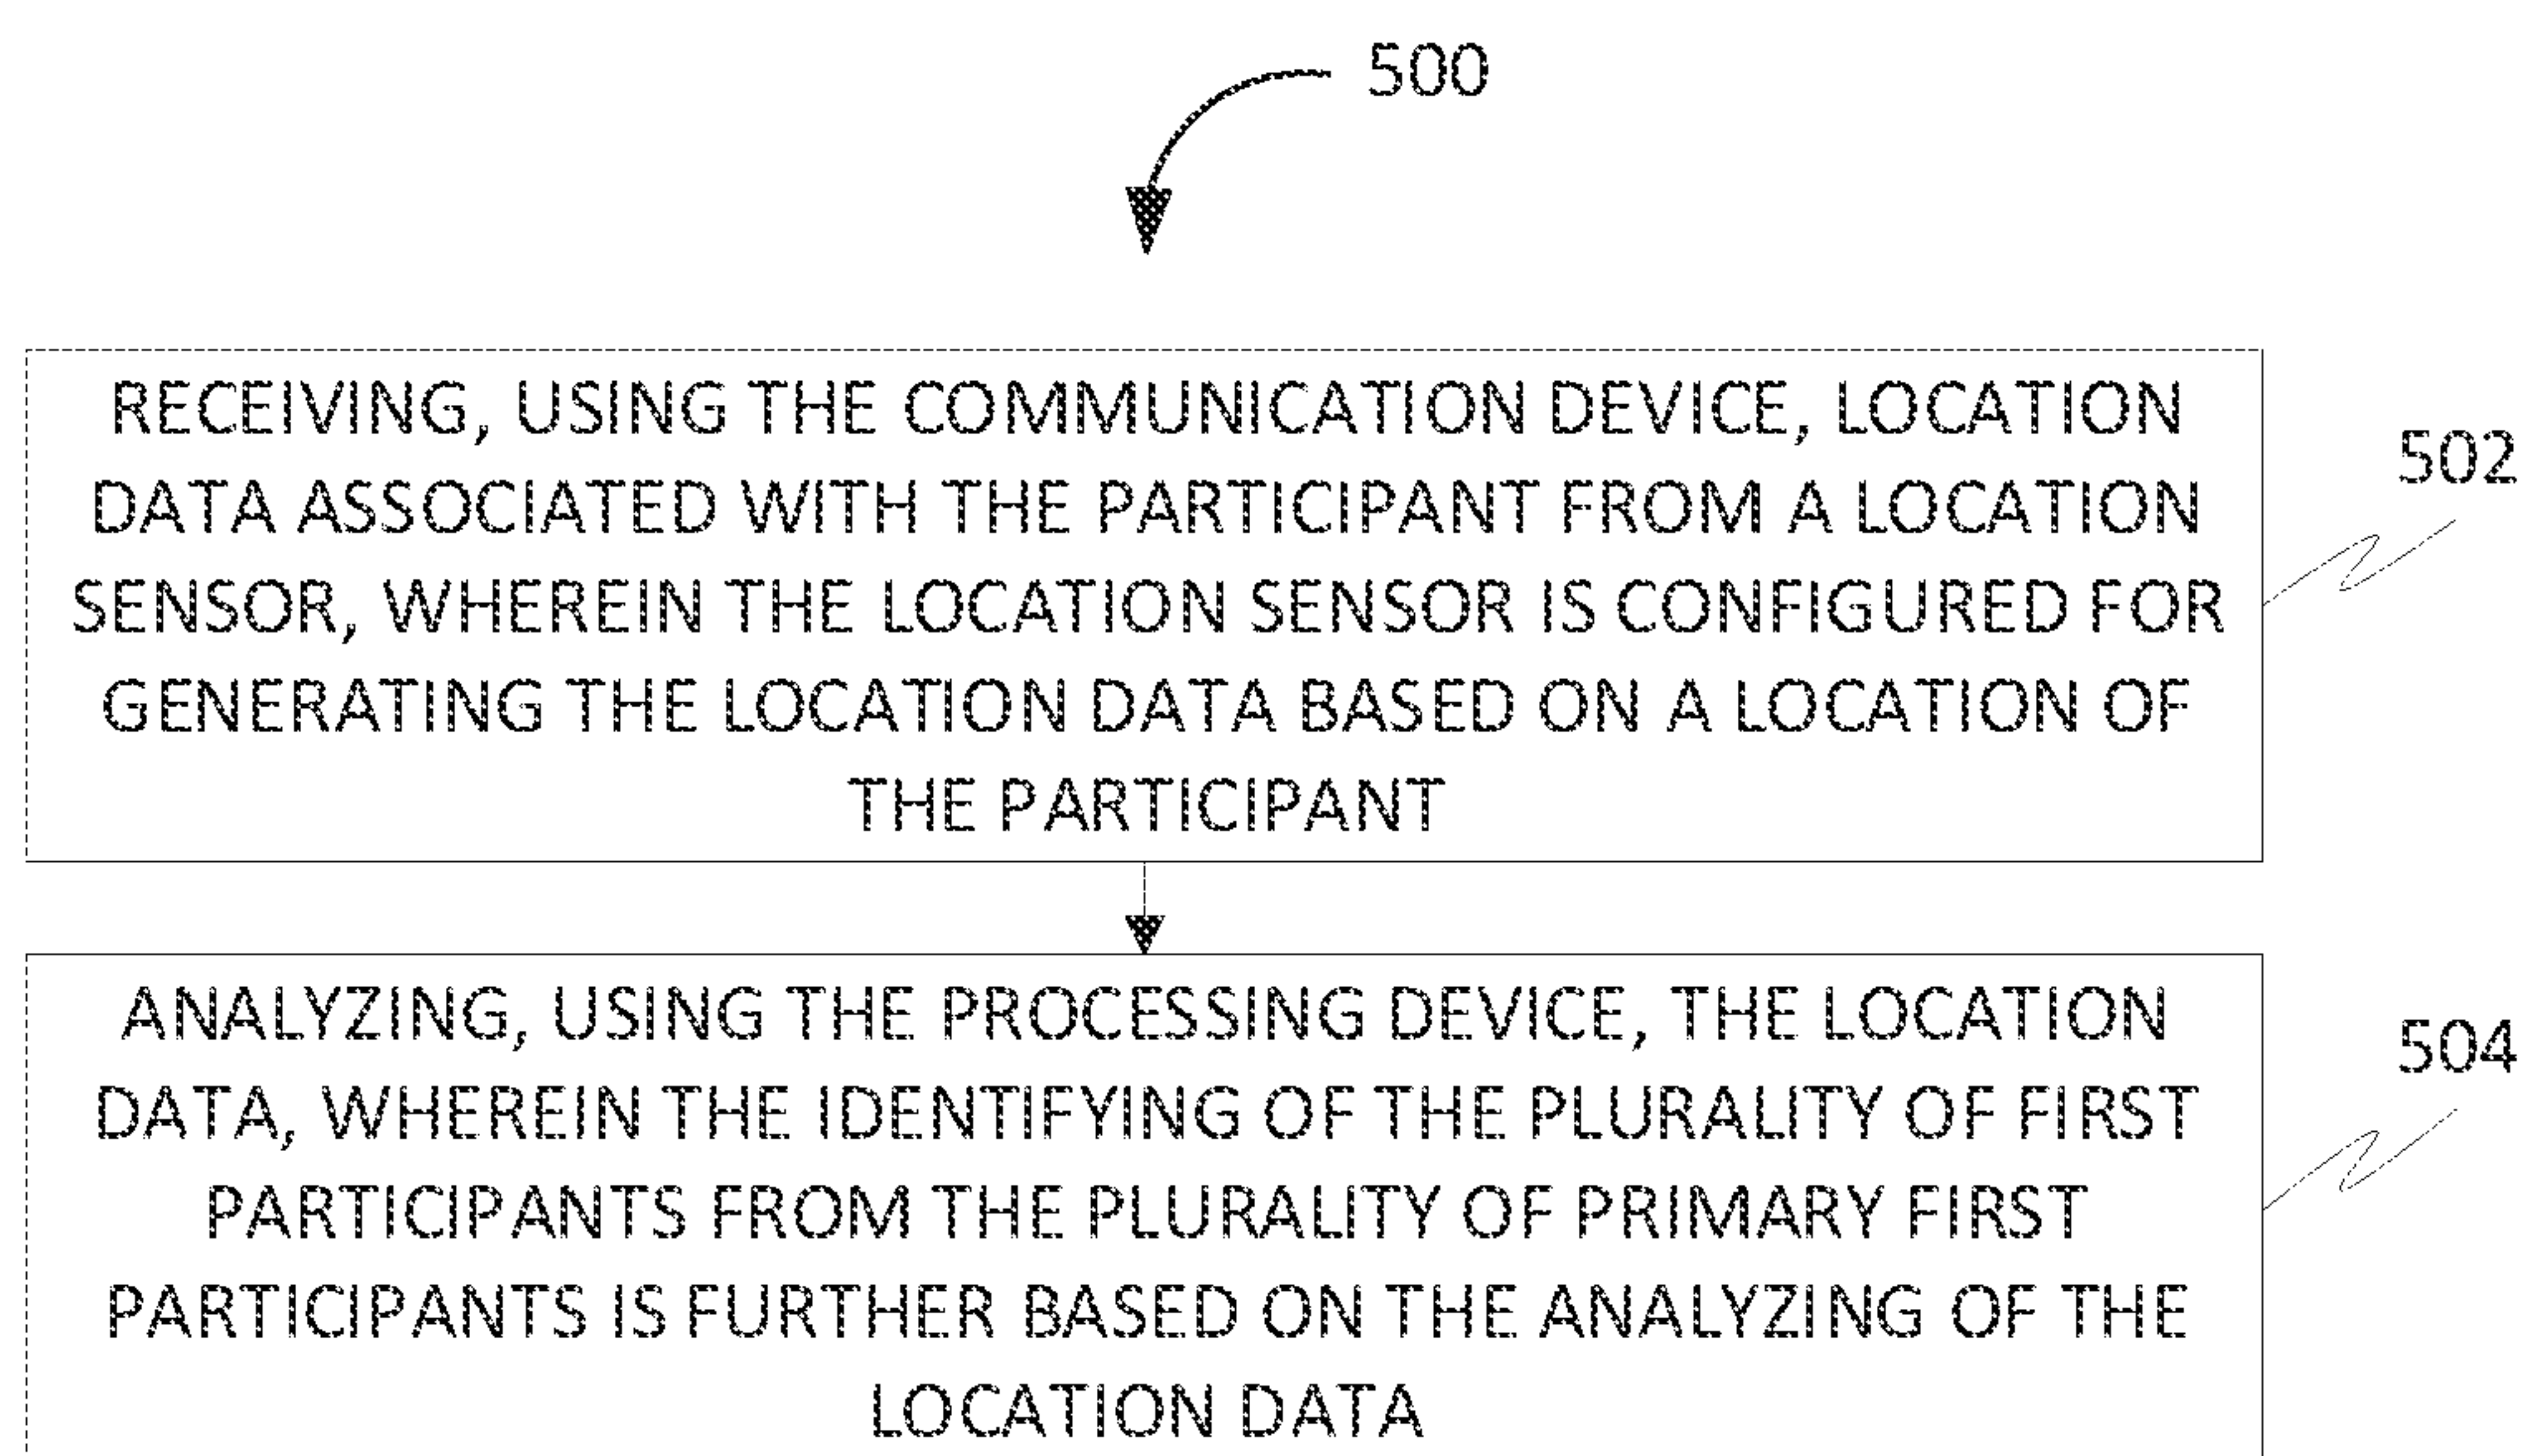 500
RECEIVING, USING THE COMMUNICATION DEVICE, LOCATION
DATA ASSOCIATED WITH THE PARTICIPANT FROM A LOCATION
SENSOR, WHEREIN THE LOCATION SENSOR IS CONFIGURED FOR
GENERATING THE LOCATION DATA BASED ON A LOCATION OF
THE PARTICIPANT
502
ANALYZING, USING THE PROCESSING DEVICE, THE LOCATION
DATA, WHEREIN THE IDENTIFYING OF THE PLURALITY OF FIRST
PARTICIPANTS FROM THE PLURALITY OF PRIMARY FIRST
PARTICIPANTS IS FURTHER BASED ON THE ANALYZING OF THE
LOCATION DATA
504